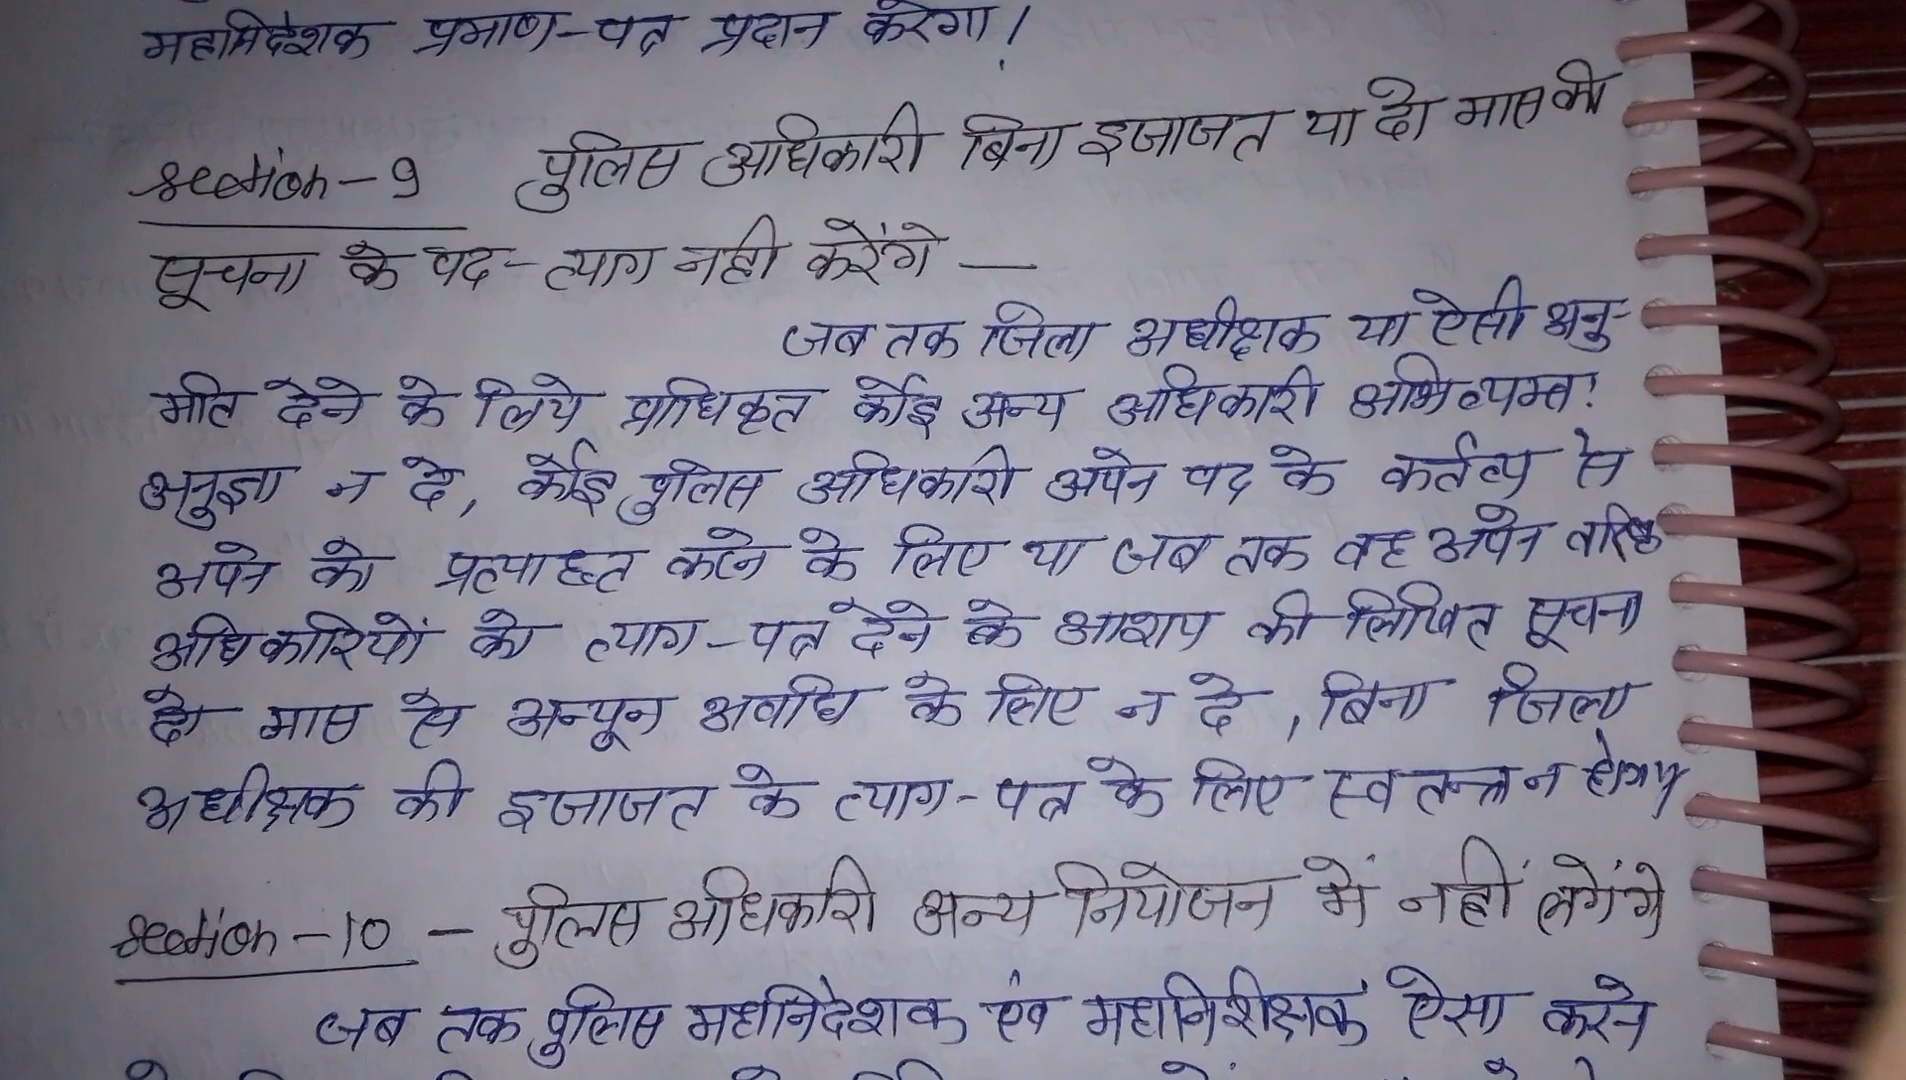 महानिदेशक प्रमाण-पत्र प्रदान करेगा।
section-9 पुलिस अधिकारी बिना इजाजत या दो मास की
सूचना के पद-त्याग नही करेंगे —
जब तक जिला अधीक्षक या ऐसी अनु-
मति देने के लिये प्राधिकृत कोई अन्य अधिकारी अभिव्यक्त:
अनुज्ञा न दे, कोई पुलिस अधिकारी अपने पद के कर्तव्य से
अपने को प्रत्याहृत करने के लिए या जब तक वह अपने वरिष्ठ
अधिकारियों को त्याग-पत्र देने के आशय की लिखित सूचना
दो मास से अन्यून अवधि के लिए न दे, बिना जिला
अधीक्षक की इजाजत के त्याग-पत्र के लिए स्वतन्त्र न होगा।
section-10 - पुलिस अधिकारी अन्य नियोजन में नहीं लगेंगे
जब तक पुलिस महानिदेशक एंव महानिरीक्षक ऐसा करने